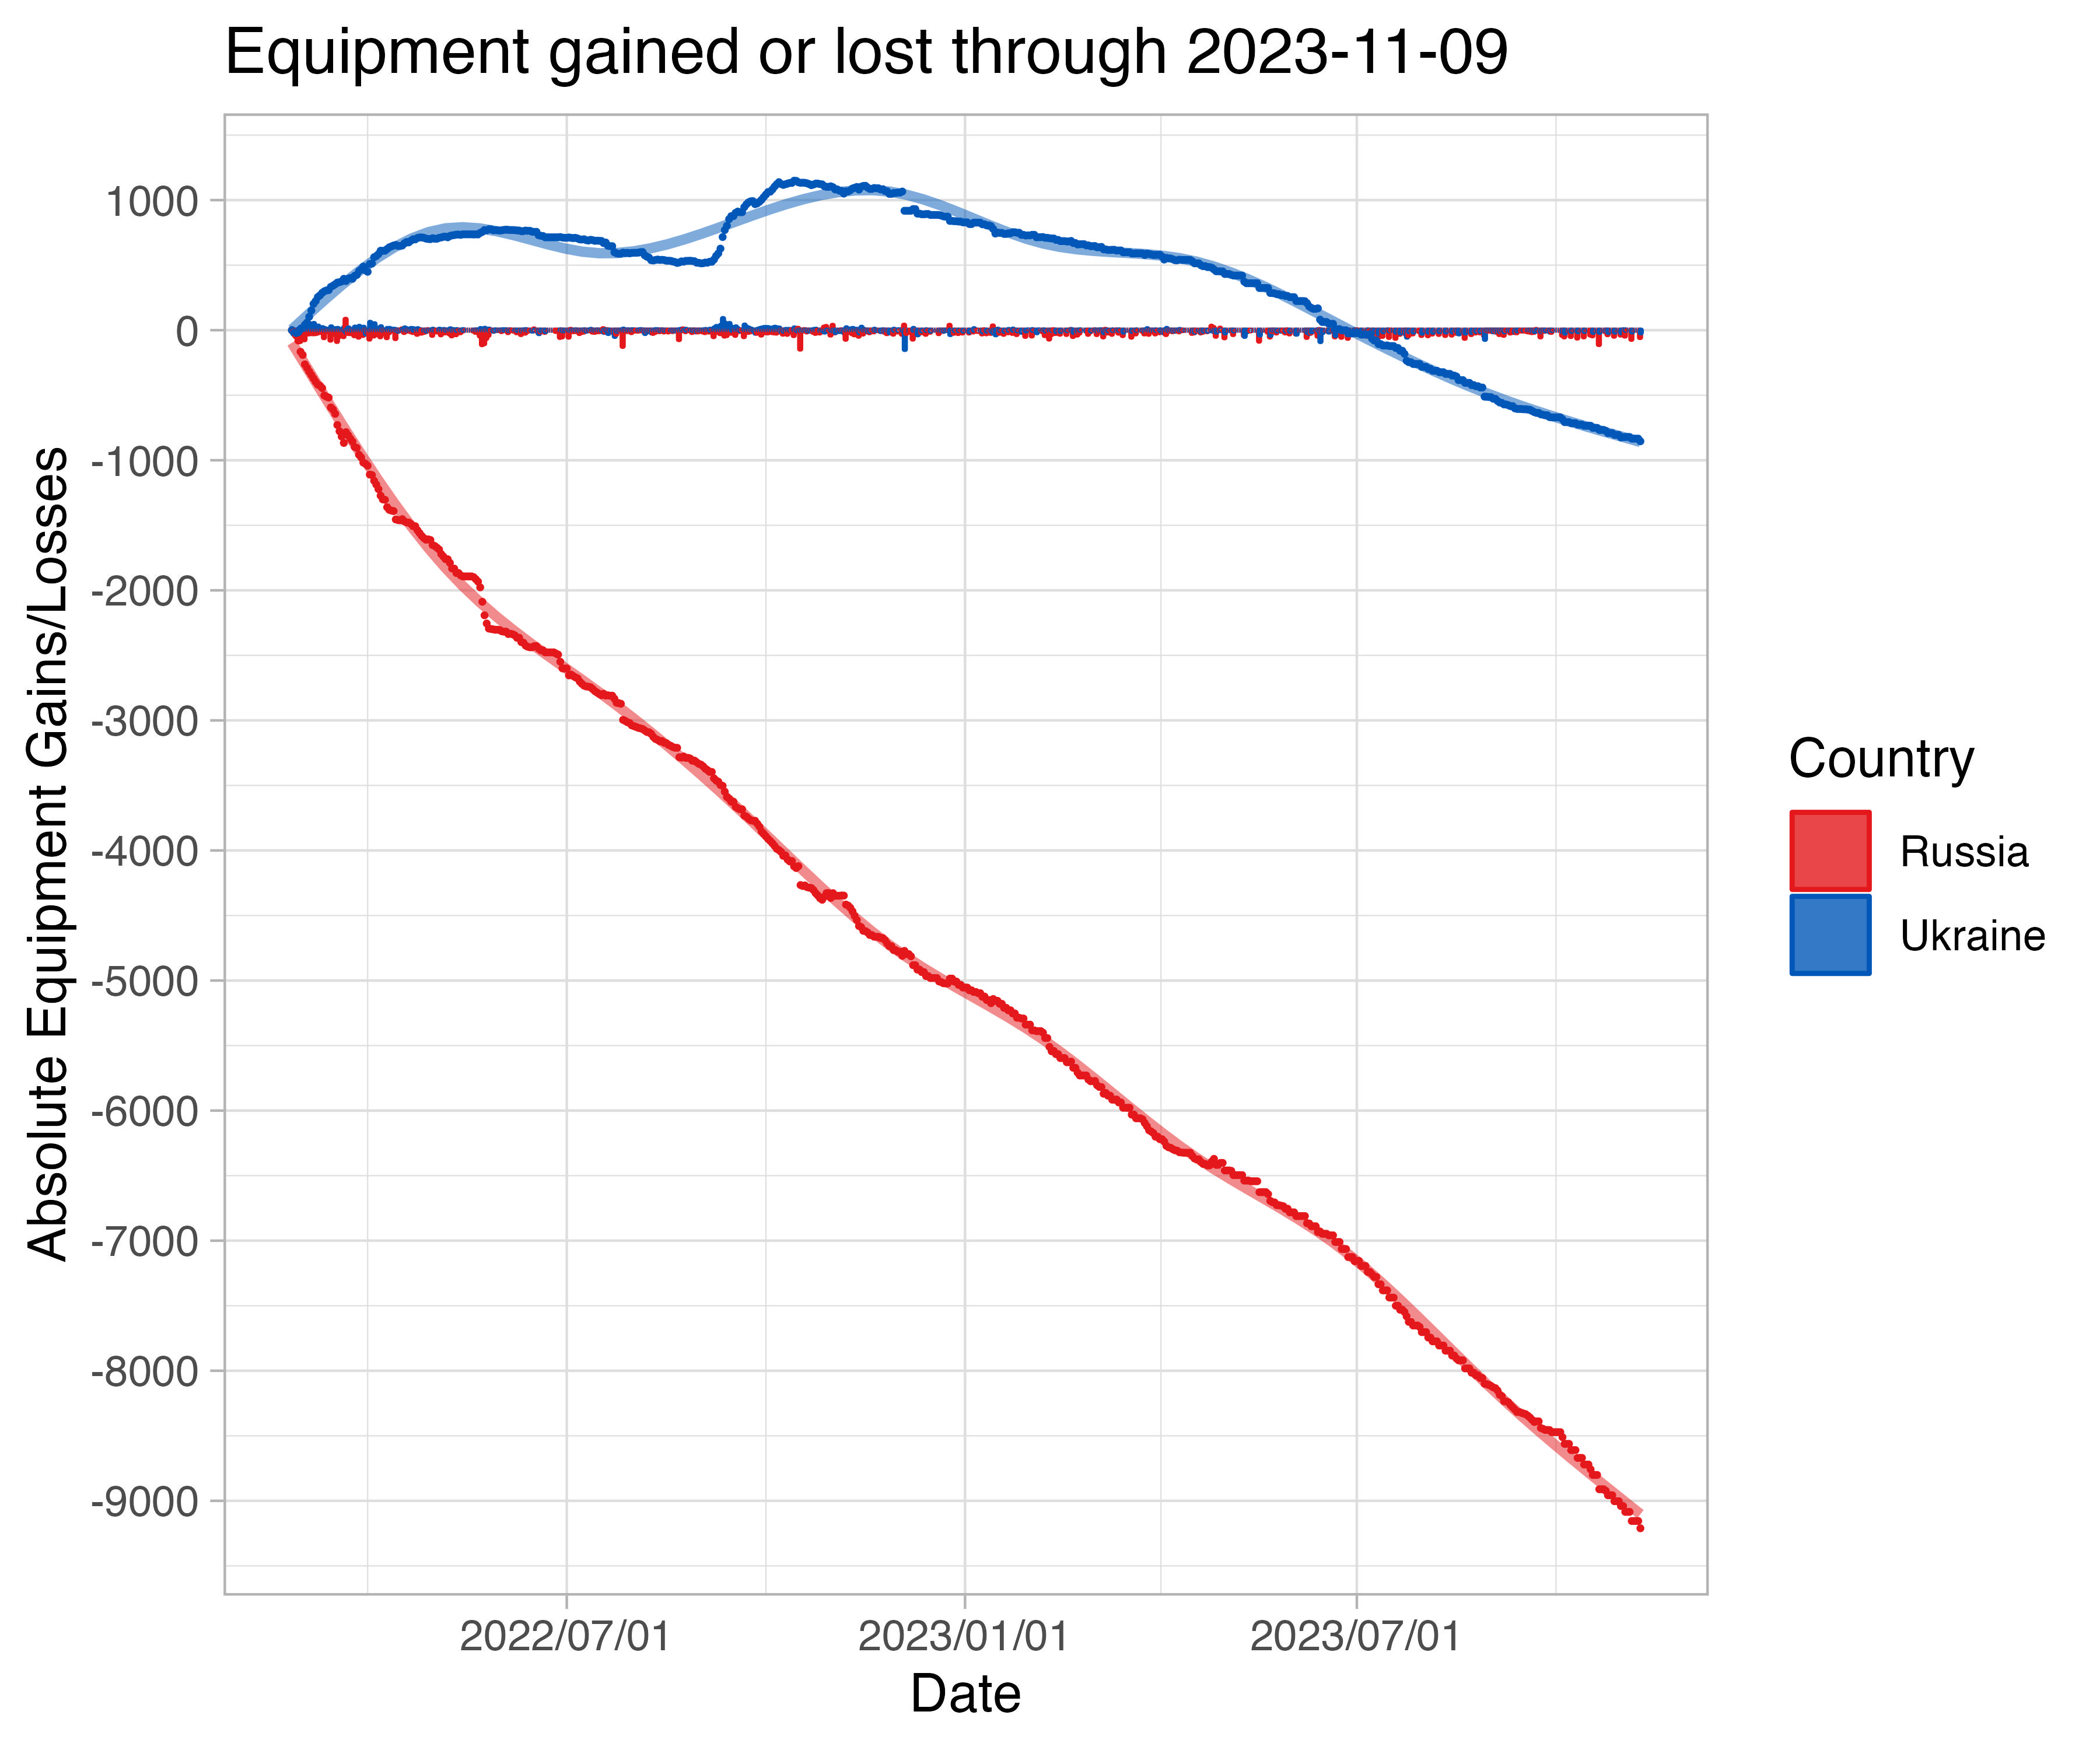 Equipment gained or lost through 2023-11-09
Absolute Equipment Gains/Losses
1000
0
-1000
-2000
-3000
-4000
-5000
-6000
-7000
-8000
-9000
2022/07/01
2023/01/01
2023/07/01
Date
Country
Russia
Ukraine